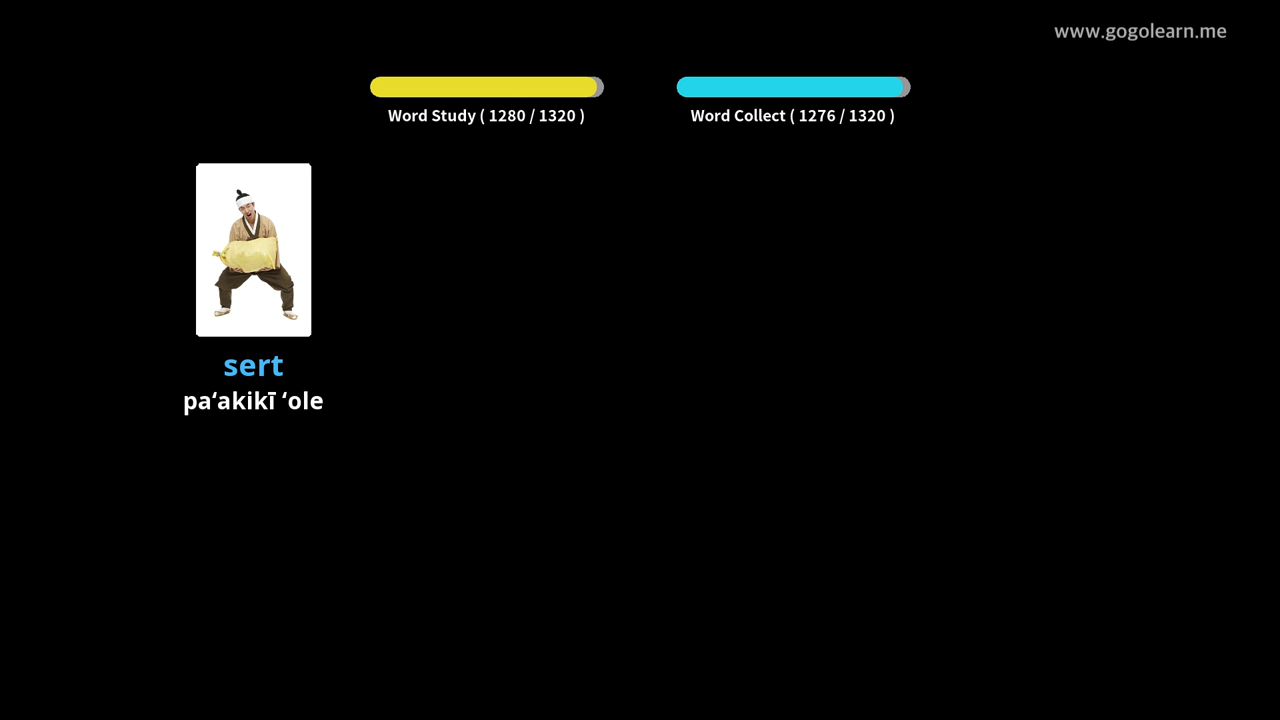 www.gogolearn.me
Word Study ( 1280 / 1320 )
Word Collect ( 1276 / 1320 )
sert
paʻakikī ʻole